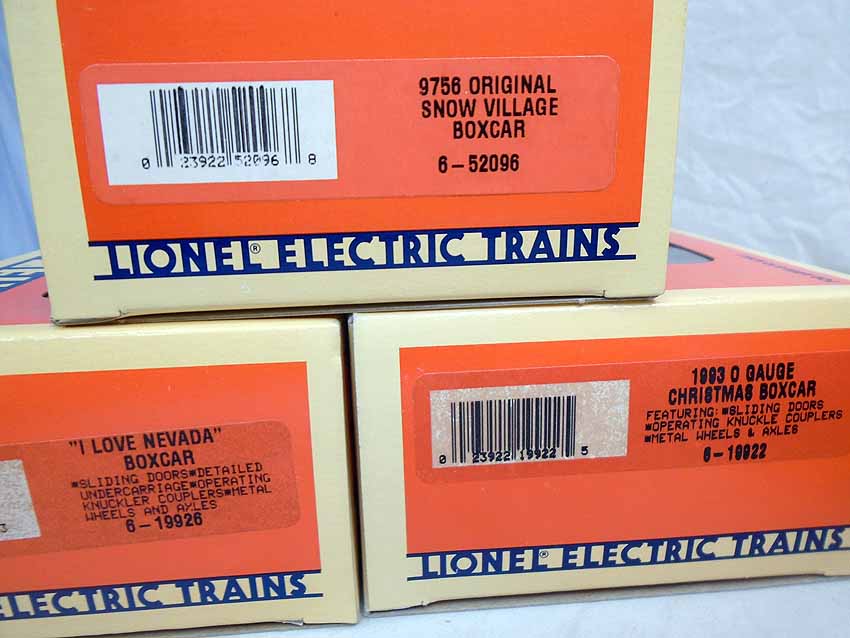 9756 ORIGINAL
SNOW VILLAGE
BOXCAR
6-52096
0 23922 52096 8
LIONEL® ELECTRIC TRAINS
"I LOVE NEVADA"
BOXCAR
*SLIDING DOORS*DETAILED
UNDERCARRIAGE*OPERATING
KNUCKLER COUPLERS*METAL
WHEELS AND AXLES
6-19926
3
ELECTRIC TRAINS
1993 O GAUGE
CHRISTMAS BOXCAR
FEATURING: *SLIDING DOORS
*OPERATING KNUCKLE COUPLERS
*METAL WHEELS & AXLES
6-19922
0 23922 19922 5
LIONEL® ELECTRIC TRAINS